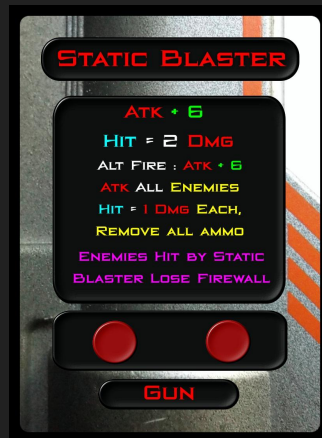 Static Blaster
Atk + 6
Hit = 2 Dmg
Alt Fire : Atk + 6
Atk All Enemies
Hit = 1 Dmg Each,
Remove all ammo
Enemies Hit by Static
Blaster Lose Firewall
Gun